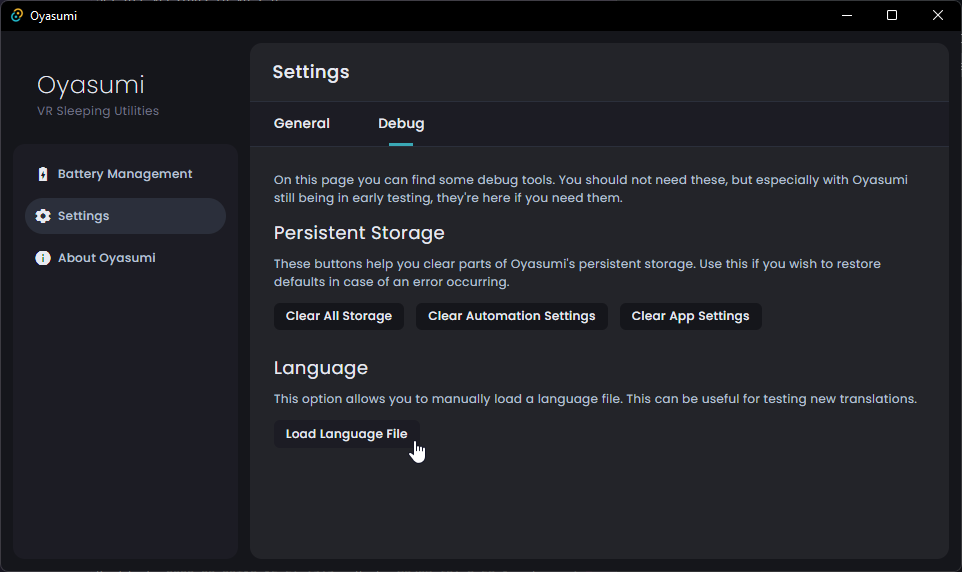 Oyasumi
Oyasumi
VR Sleeping Utilities
Battery Management
Settings
About Oyasumi
Settings
General Debug
On this page you can find some debug tools. You should not need these, but especially with Oyasumi
still being in early testing, they're here if you need them.
Persistent Storage
These buttons help you clear parts of Oyasumi's persistent storage. Use this if you wish to restore
defaults in case of an error occurring.
Clear All Storage Clear Automation Settings Clear App Settings
Language
This option allows you to manually load a language file. This can be useful for testing new translations.
Load Language File